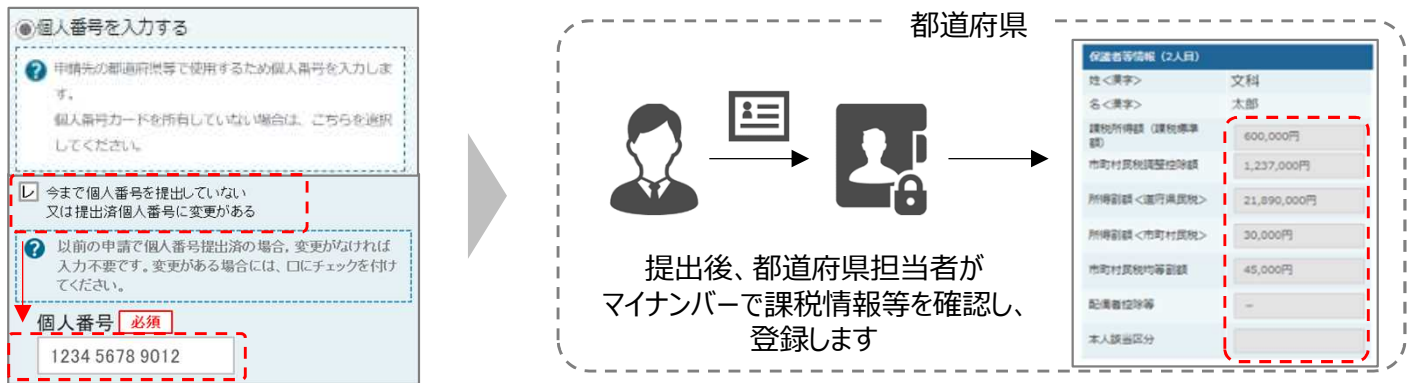 個人番号を入力する
申請先の都道府県等で使用するため個人番号を入力しま
す。
個人番号カードを所有していない場合は、こちらを選択
してください。
レ 今まで個人番号を提出していない
又は提出済個人番号に変更がある
以前の申請で個人番号提出済の場合，変更がなければ
入力不要です。変更がある場合には、口にチェックを付け
てください。
個人番号 必須
1234 5678 9012
都道府県
提出後、都道府県担当者が
マイナンバーで課税情報等を確認し、
登録します
保護者等情報（2人目）
姓＜漢字＞ 文科
名＜漢字＞ 太郎
課税所得額（課税標準
額） 600,000円
市町村民税調整控除額 1,237,000円
所得割額＜道府県民税＞ 21,890,000円
所得割額＜市町村民税＞ 30,000円
市町村民税均等割額 45,000円
配偶者控除等 －
本人該当区分